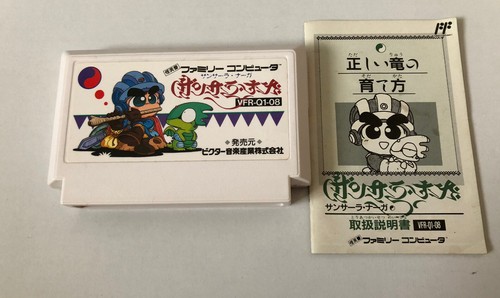 ファミリー コンピュータ
サンサーラ・ナーガ
VFR-Q1-08
発売元
ビクター音楽産業株式会社
正しい竜の
育て方
サンサーラ・ナーガ
取扱説明書 VFR-Q1-08
ファミリー コンピュータ